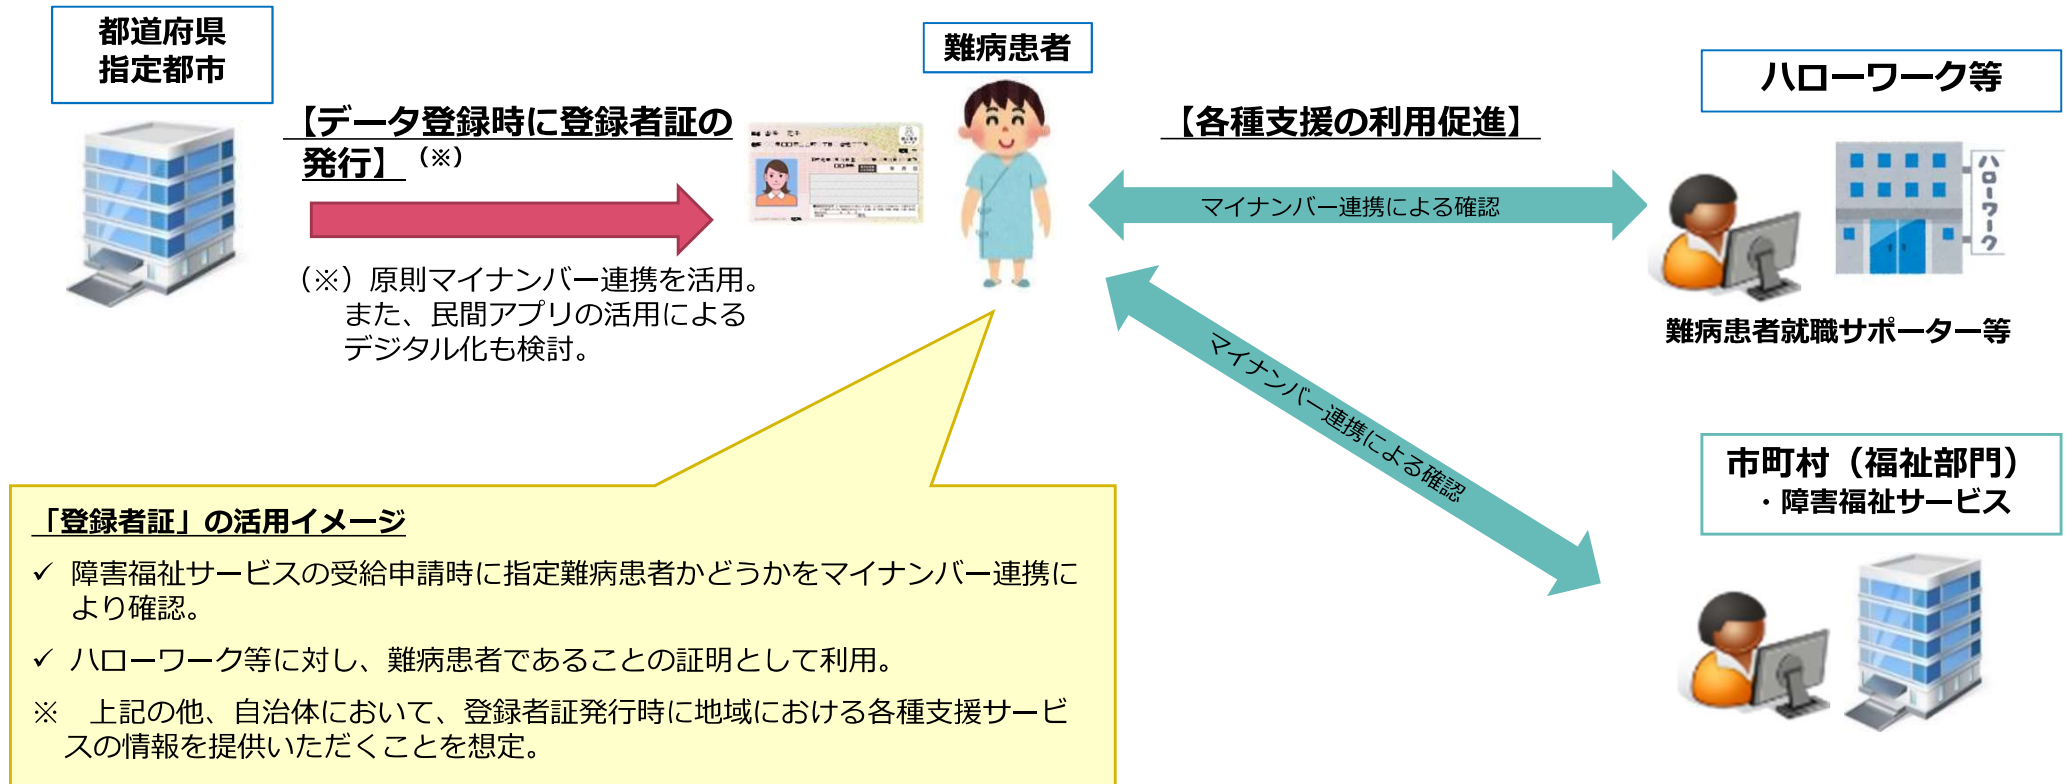 都道府県
指定都市
【データ登録時に登録者証の
発行】（※）
（※）原則マイナンバー連携を活用。
また、民間アプリの活用による
デジタル化も検討。
難病患者
【各種支援の利用促進】
マイナンバー連携による確認
ハローワーク等
ハローワーク
難病患者就職サポーター等
マイナンバー連携による確認
市町村（福祉部門）
・障害福祉サービス
「登録者証」の活用イメージ
✓ 障害福祉サービスの受給申請時に指定難病患者かどうかをマイナンバー連携に
より確認。
✓ ハローワーク等に対し、難病患者であることの証明として利用。
※　上記の他、自治体において、登録者証発行時に地域における各種支援サービ
スの情報を提供いただくことを想定。